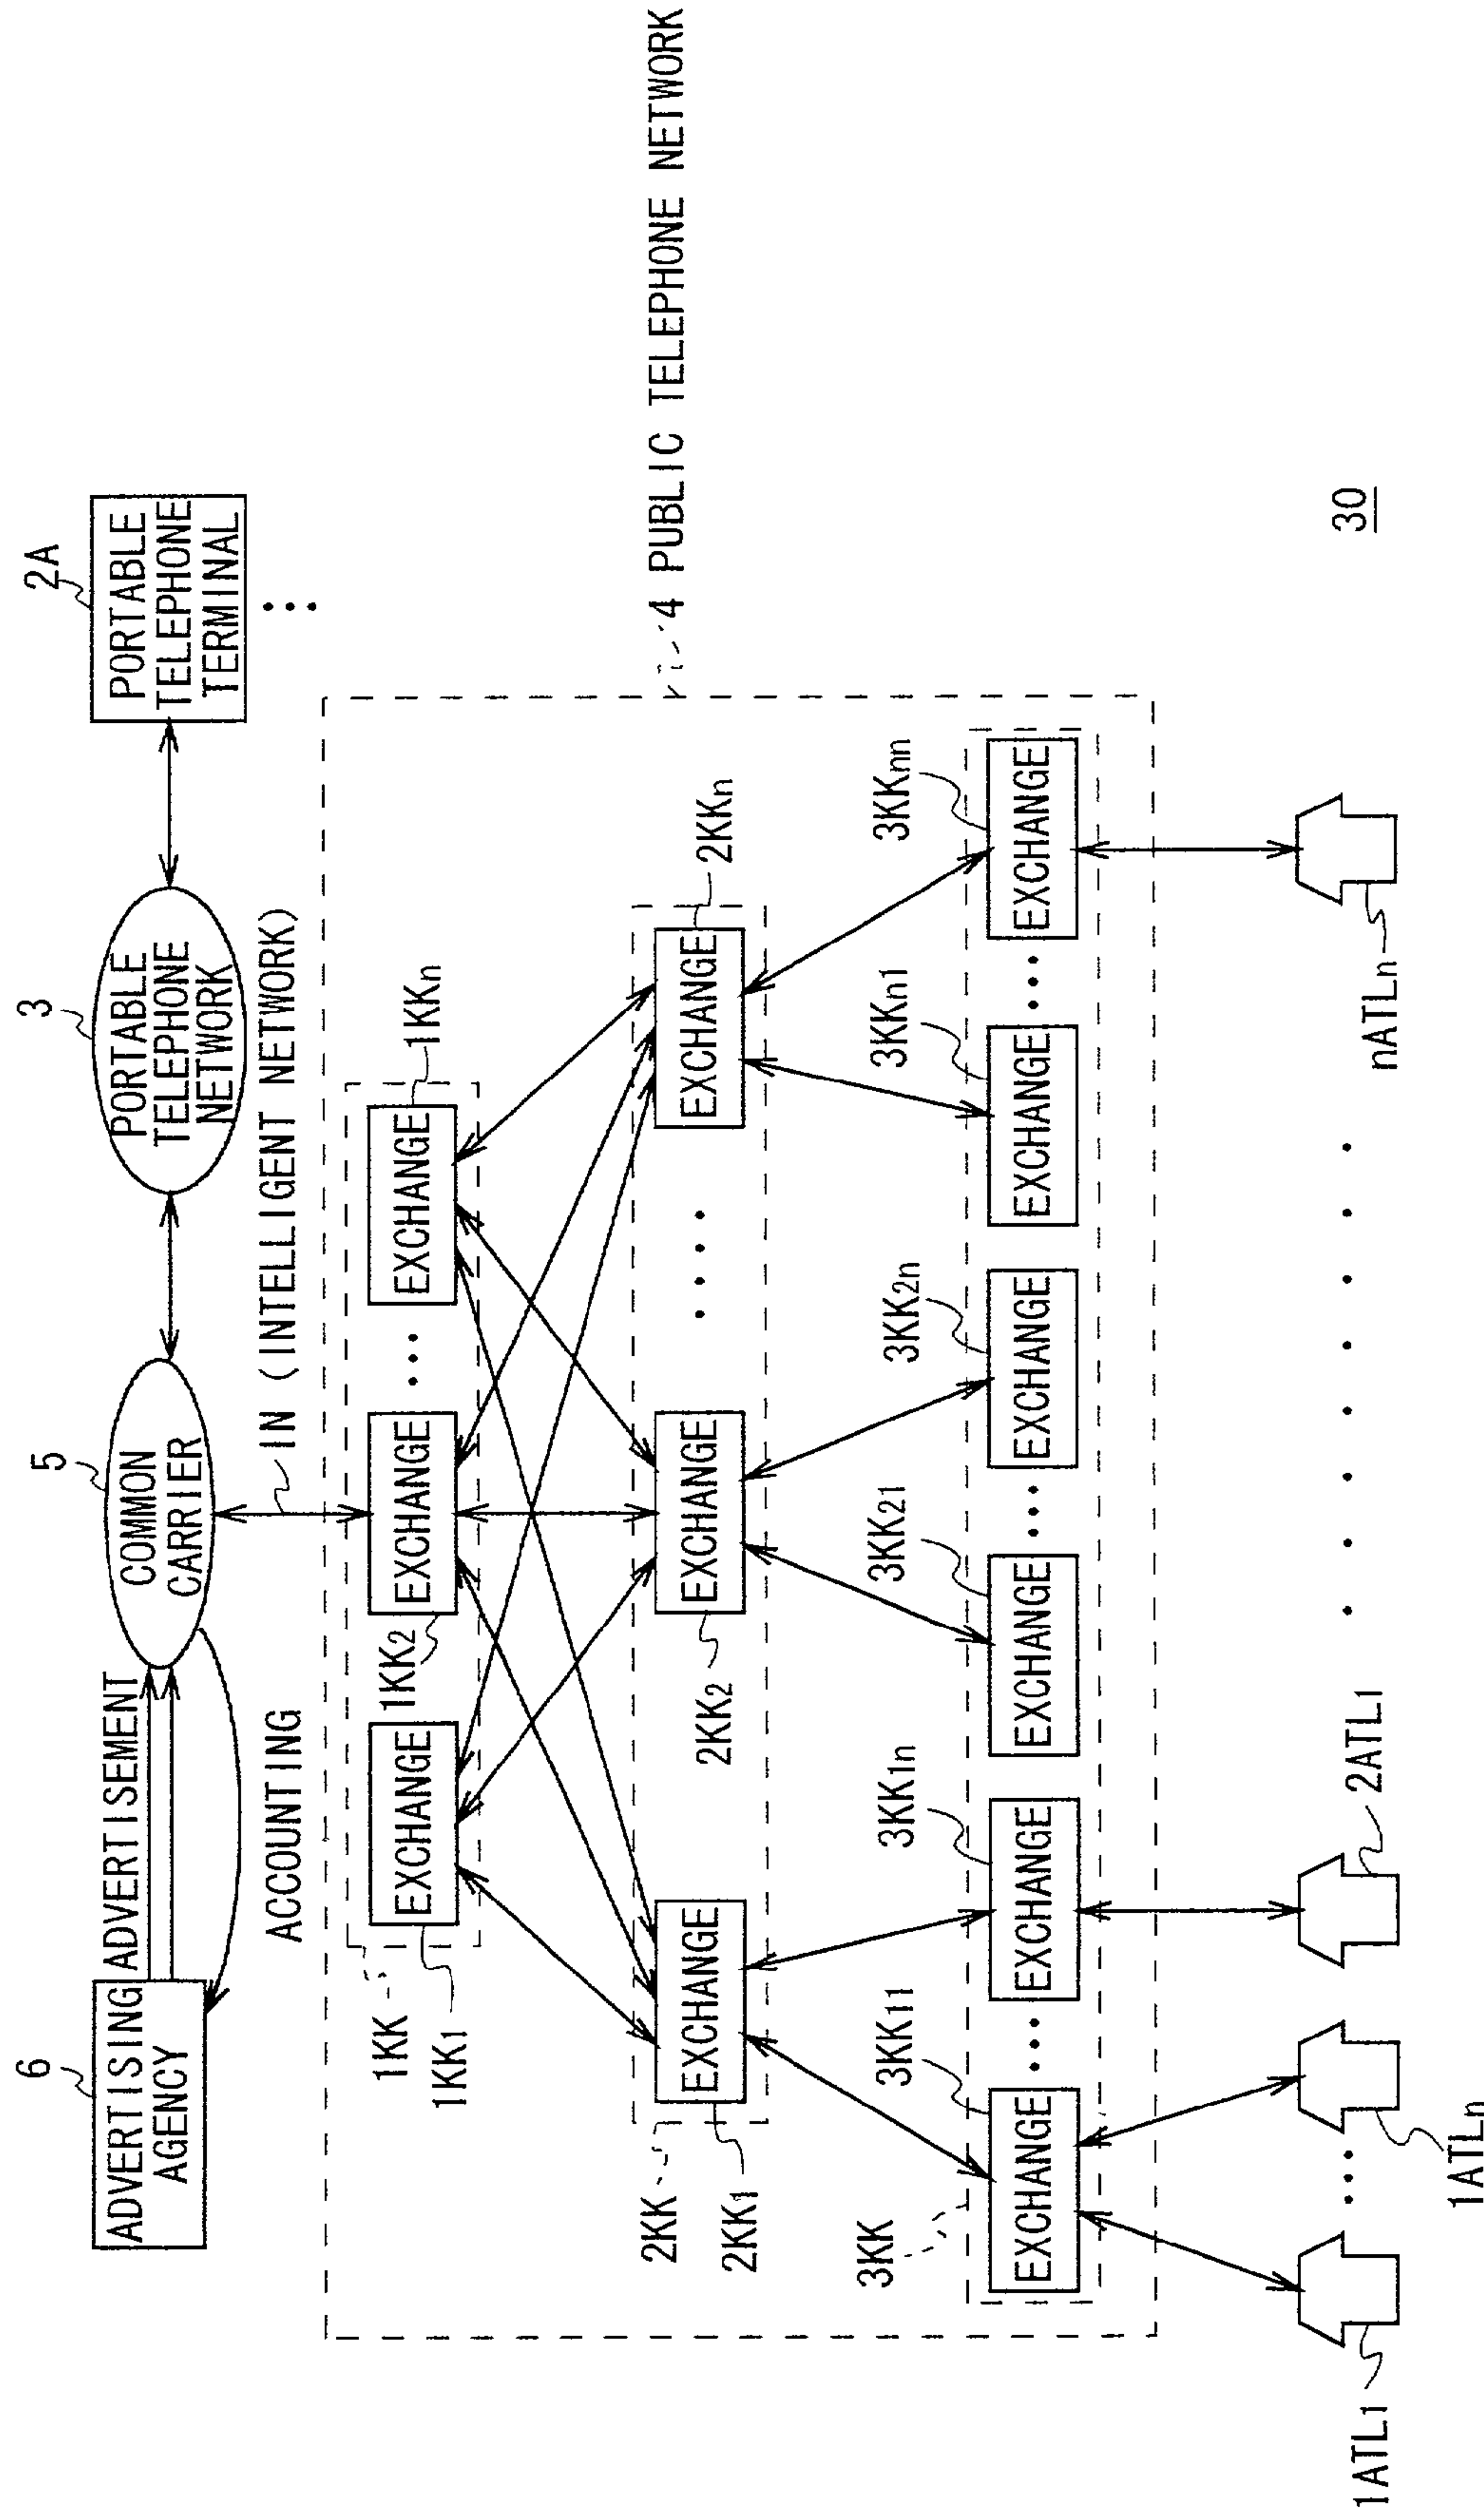 6
ADVERTISING
AGENCY
ADVERTISEMENT
ACCOUNTING
5
COMMON
CARRIER
3
PORTABLE
TELEPHONE
NETWORK
2A
PORTABLE
TELEPHONE
TERMINAL
IN (INTELLIGENT NETWORK)
4 PUBLIC TELEPHONE NETWORK
1KK
1KK1
EXCHANGE
1KK2
EXCHANGE
...
EXCHANGE
1KKn
2KK
2KK1
EXCHANGE
2KK2
EXCHANGE
....
EXCHANGE
2KKn
3KK
3KK11
EXCHANGE
...
3KK1n
EXCHANGE
3KK21
EXCHANGE
...
3KK2n
EXCHANGE
3KKn1
EXCHANGE
...
3KKnn
EXCHANGE
1ATL1
...
1ATLn
2ATL1
nATLn
30